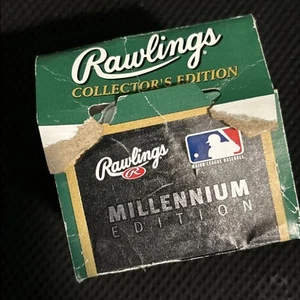 Rawlings
COLLECTOR'S EDITION
Rawlings
R
MAJOR LEAGUE BASEBALL
MILLENNIUM
EDITION